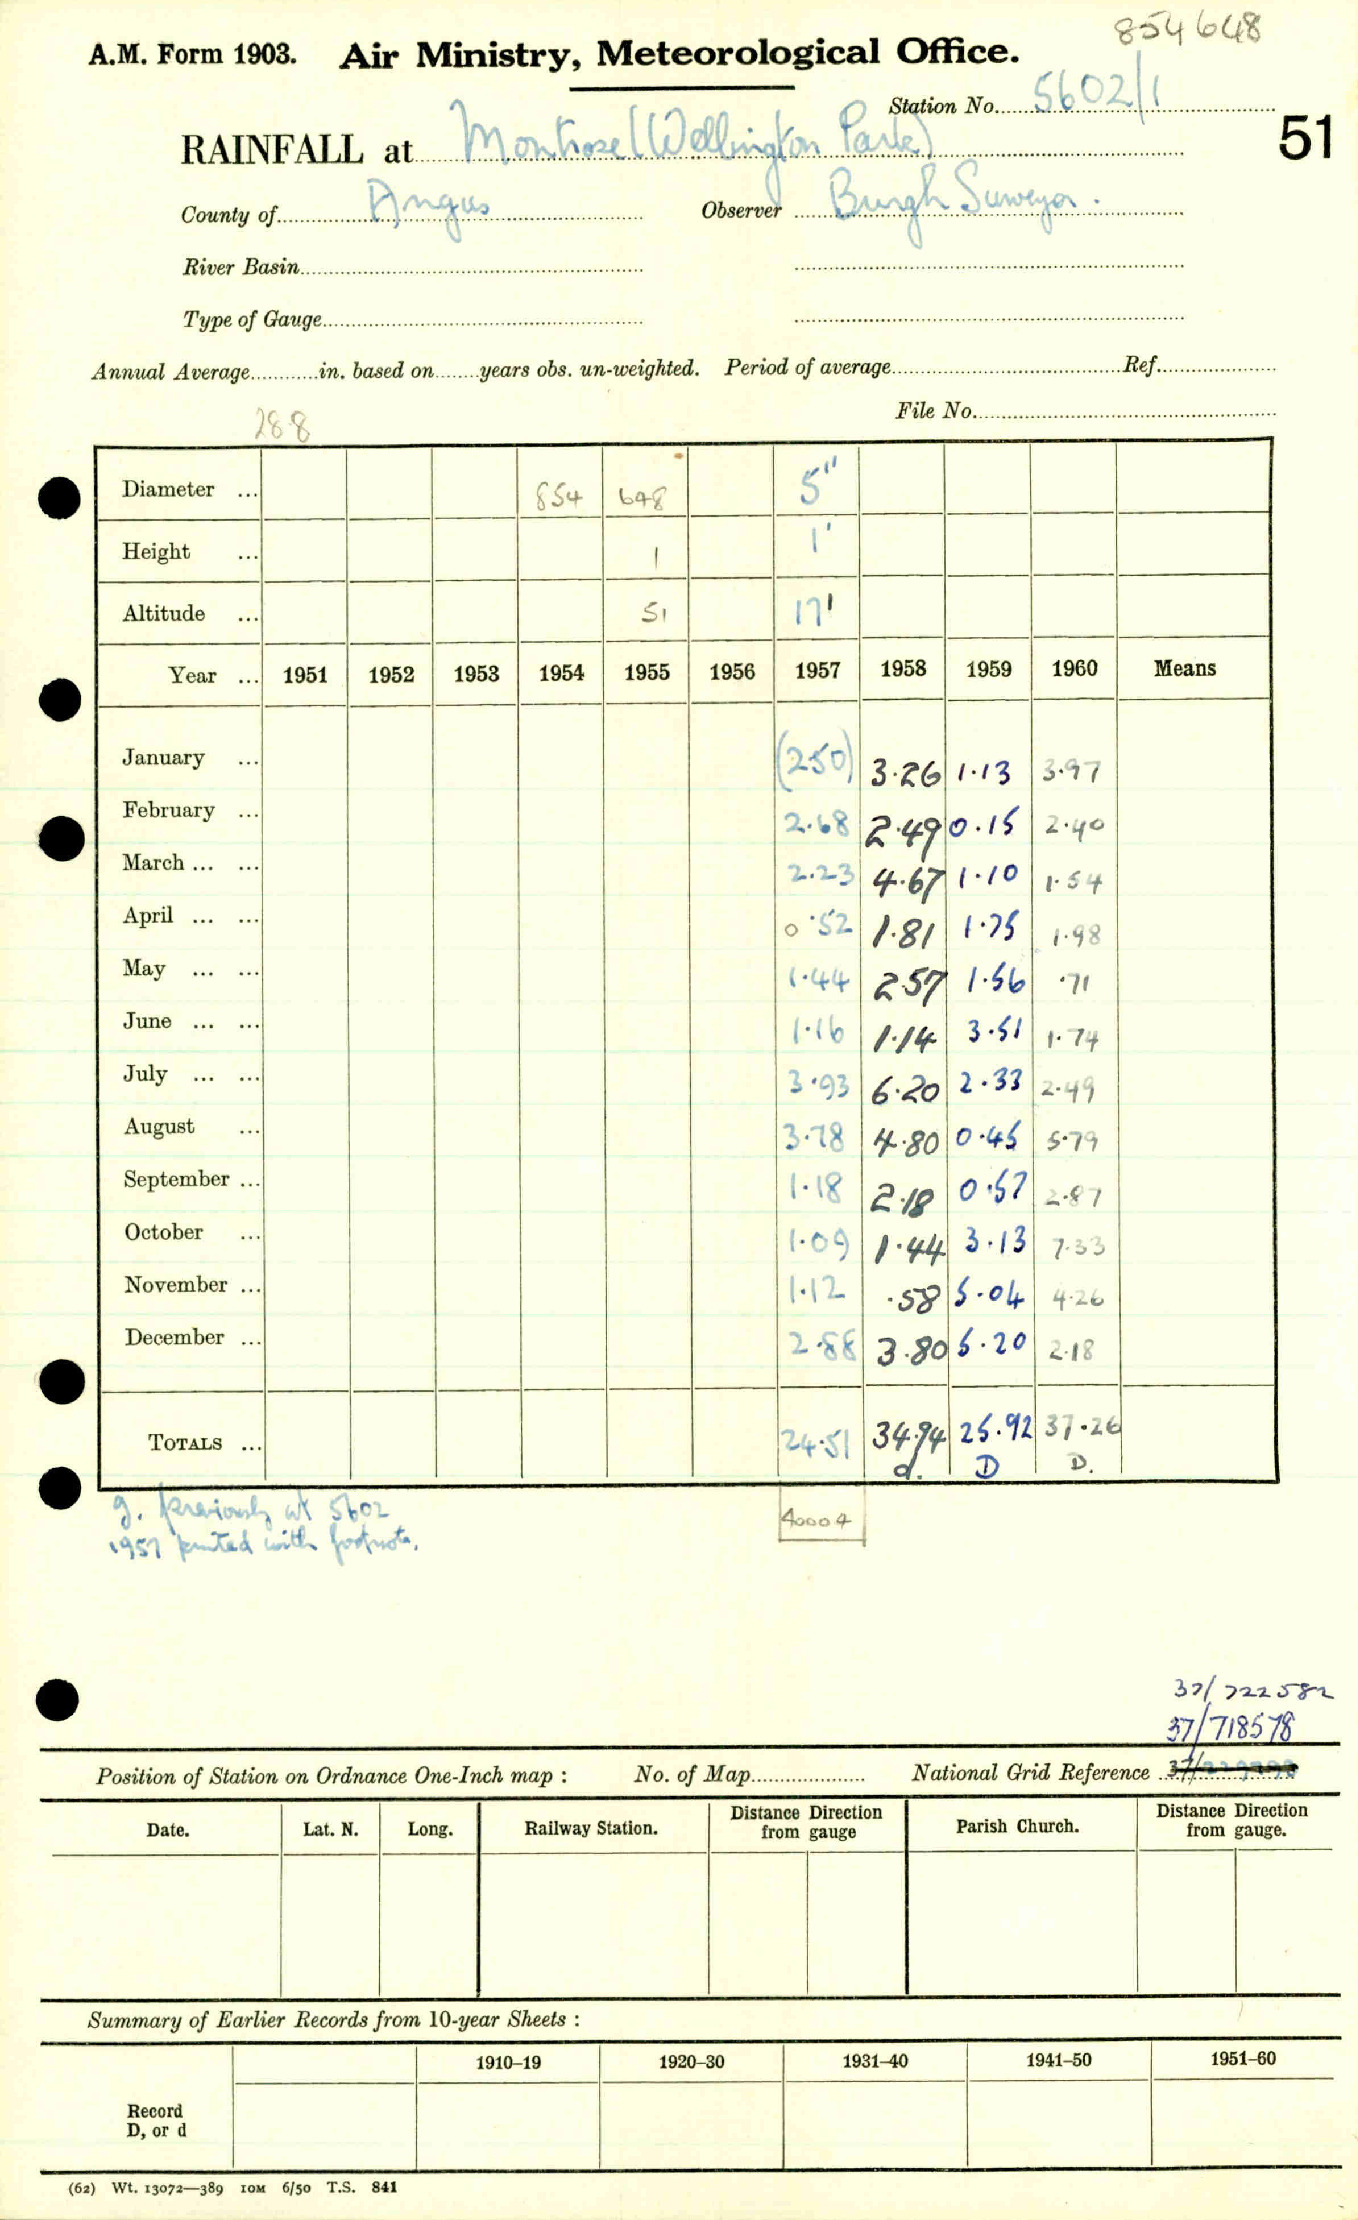 854648
A.M. Form 1903. Air Ministry, Meteorological Office.
Station No. 5602/1
51
RAINFALL at Montrose (Wellington Park)
County of Angus Observer Burgh Surveyor.
River Basin
Type of Gauge
Annual Average in. based on years obs. un-weighted. Period of average Ref.
File No.
288
Diameter ... 854 648 5"
Height ... 1 1'
Altitude ... 51 17'
Year ... 1951 1952 1953 1954 1955 1956 1957 1958 1959 1960 Means
January ... (2.50) 3.26 1.13 3.97
February ... 2.68 2.49 0.15 2.40
March ... ... 2.23 4.67 1.10 1.54
April ... ... 0.52 1.81 1.75 1.98
May ... ... 1.44 2.57 1.56 .71
June ... ... 1.16 1.14 3.51 1.74
July ... ... 3.93 6.20 2.33 2.49
August ... 3.78 4.80 0.45 5.79
September ... 1.18 2.18 0.57 2.87
October ... 1.09 1.44 3.13 7.33
November ... 1.12 .58 5.04 4.26
December ... 2.88 3.80 5.20 2.18
TOTALS ... 24.51 34.94 25.92 37.26
d. D D.
g. previously at 5602
1957 printed with footnote.
40004
37/722582
37/718578
Position of Station on Ordnance One-Inch map : No. of Map National Grid Reference 37/
Date. Lat. N. Long. Railway Station. Distance Direction from gauge Parish Church. Distance Direction from gauge.
Summary of Earlier Records from 10-year Sheets :
1910–19 1920–30 1931–40 1941–50 1951–60
Record
D, or d
(62) Wt. 13072—389 10M 6/50 T.S. 841